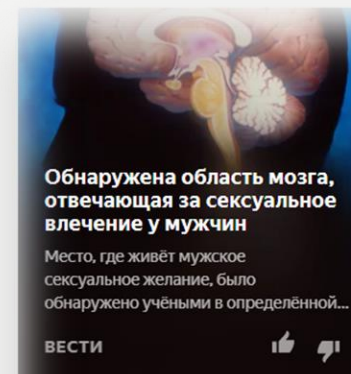 Обнаружена область мозга,
отвечающая за сексуальное
влечение у мужчин
Место, где живёт мужское
сексуальное желание, было
обнаружено учёными в определённой...
ВЕСТИ